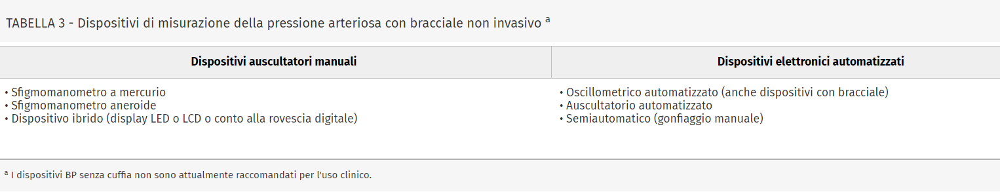 TABELLA 3 - Dispositivi di misurazione della pressione arteriosa con bracciale non invasivo a
Dispositivi auscultatori manuali
Dispositivi elettronici automatizzati
• Sfigmomanometro a mercurio
• Sfigmomanometro aneroide
• Dispositivo ibrido (display LED o LCD o conto alla rovescia digitale)
• Oscillometrico automatizzato (anche dispositivi con bracciale)
• Auscultatorio automatizzato
• Semiautomatico (gonfiaggio manuale)
a I dispositivi BP senza cuffia non sono attualmente raccomandati per l'uso clinico.